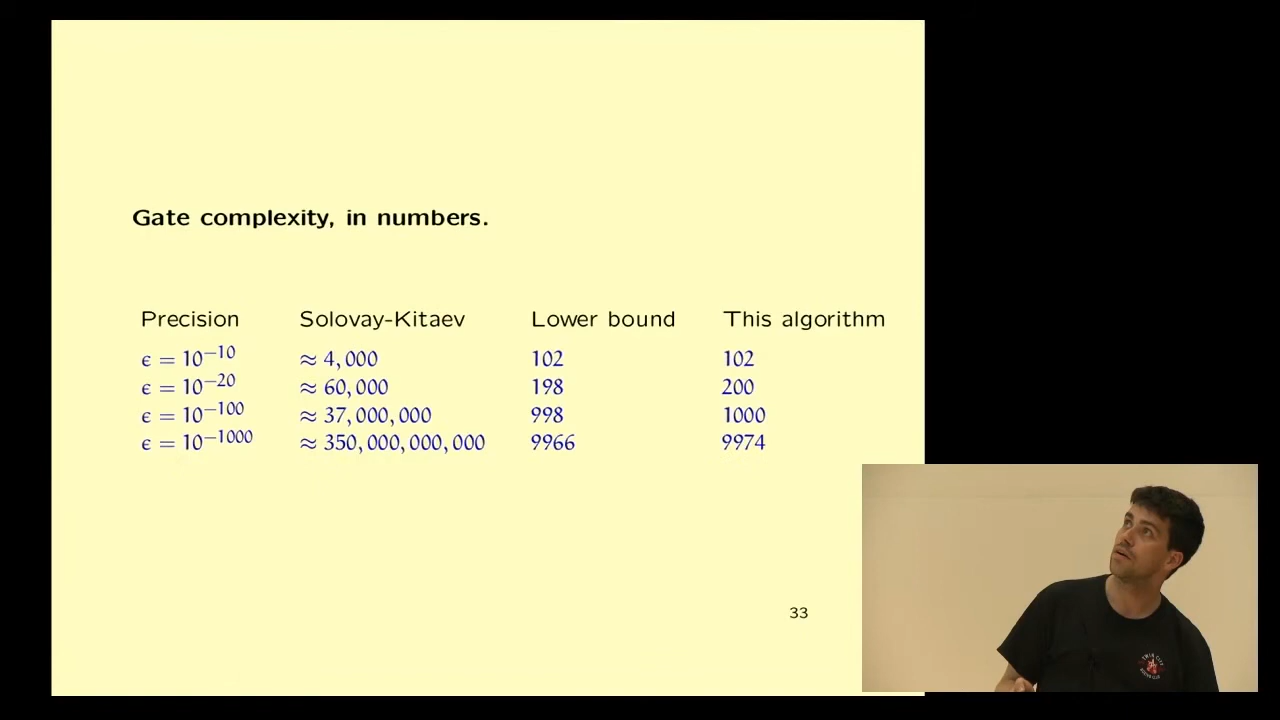 Gate complexity, in numbers.
Precision Solovay-Kitaev Lower bound This algorithm
ϵ = 10⁻¹⁰ ≈ 4,000 102 102
ϵ = 10⁻²⁰ ≈ 60,000 198 200
ϵ = 10⁻¹⁰⁰ ≈ 37,000,000 998 1000
ϵ = 10⁻¹⁰⁰⁰ ≈ 350,000,000,000 9966 9974
33
TWIN CITY